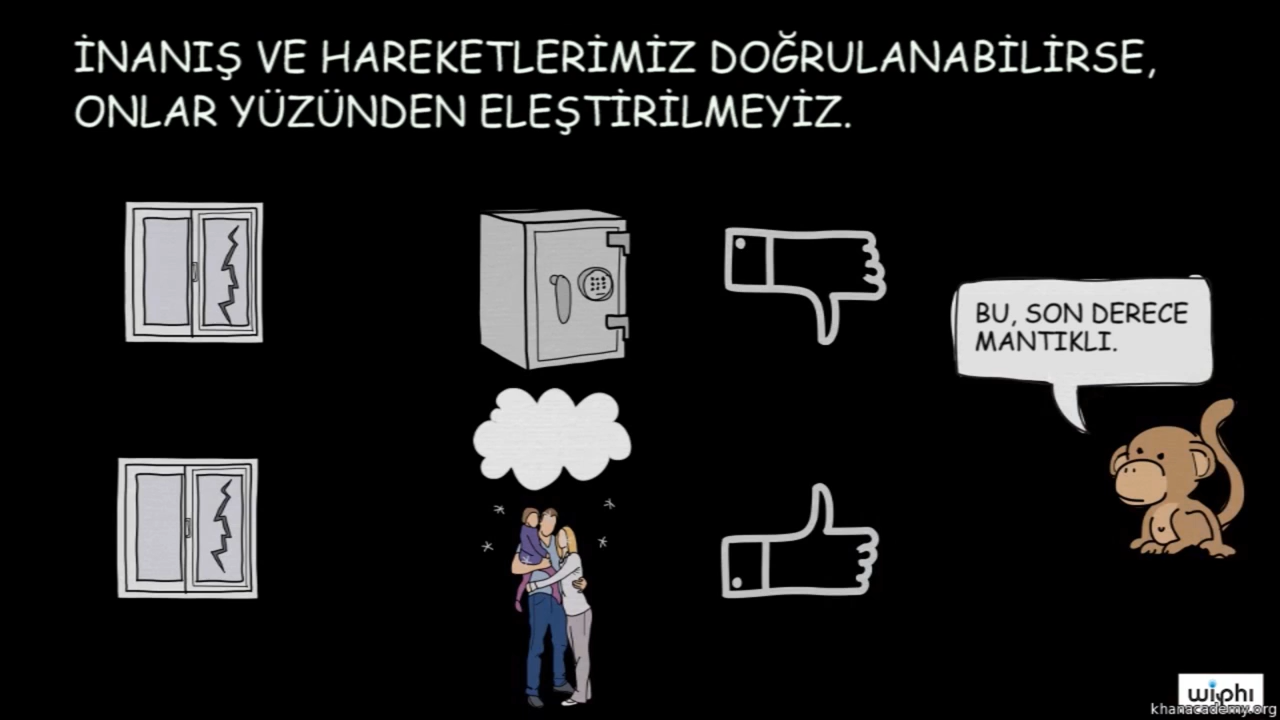 İNANIŞ VE HAREKETLERİMİZ DOĞRULANABİLİRSE,
ONLAR YÜZÜNDEN ELEŞTİRİLMEYİZ.
BU, SON DERECE
MANTIKLI.
wiphi
khanacademy.org